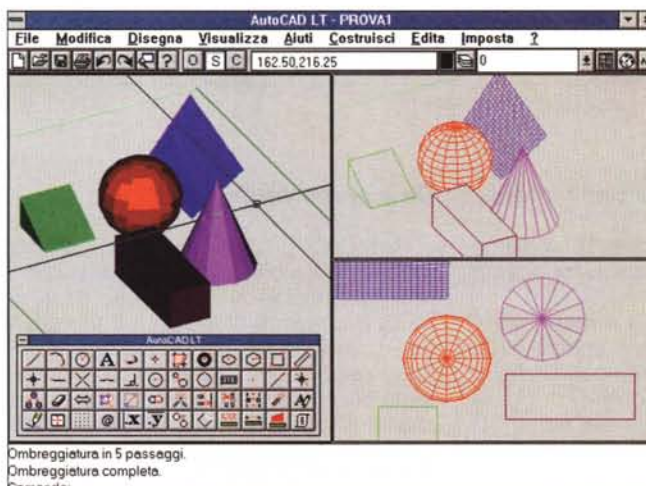 AutoCAD LT - PROVA1
File Modifica Disegna Visualizza Aiuti Costruisci Edita Imposta ?
? O S C 162.50,216.25 0
AutoCAD LT
A
@ .X .y
Ombreggiatura in 5 passaggi.
Ombreggiatura completa.
Comando: